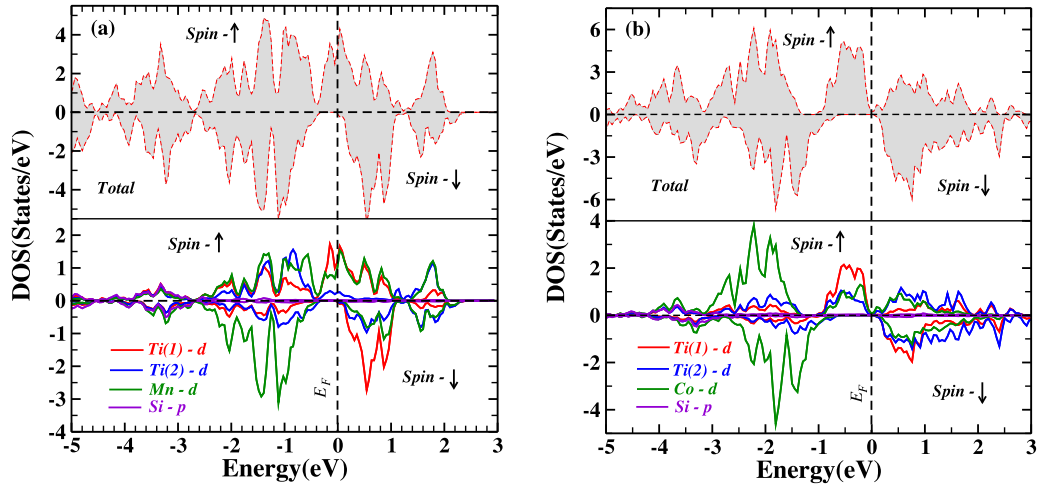 (a)
Spin - ↑
4
2
0
-2
-4
Total
Spin - ↓
DOS(States/eV)
Spin - ↑
2
1
0
-1
-2
-3
-4
Ti(1) - d
Ti(2) - d
Mn - d
Si - p
E_F
Spin - ↓
-5 -4 -3 -2 -1 0 1 2 3
Energy(eV)
(b)
Spin - ↑
6
3
0
-3
-6
Total
Spin - ↓
DOS(States/eV)
Spin - ↑
4
2
0
-2
-4
Ti(1) - d
Ti(2) - d
Co - d
Si - p
E_F
Spin - ↓
-5 -4 -3 -2 -1 0 1 2 3
Energy(eV)